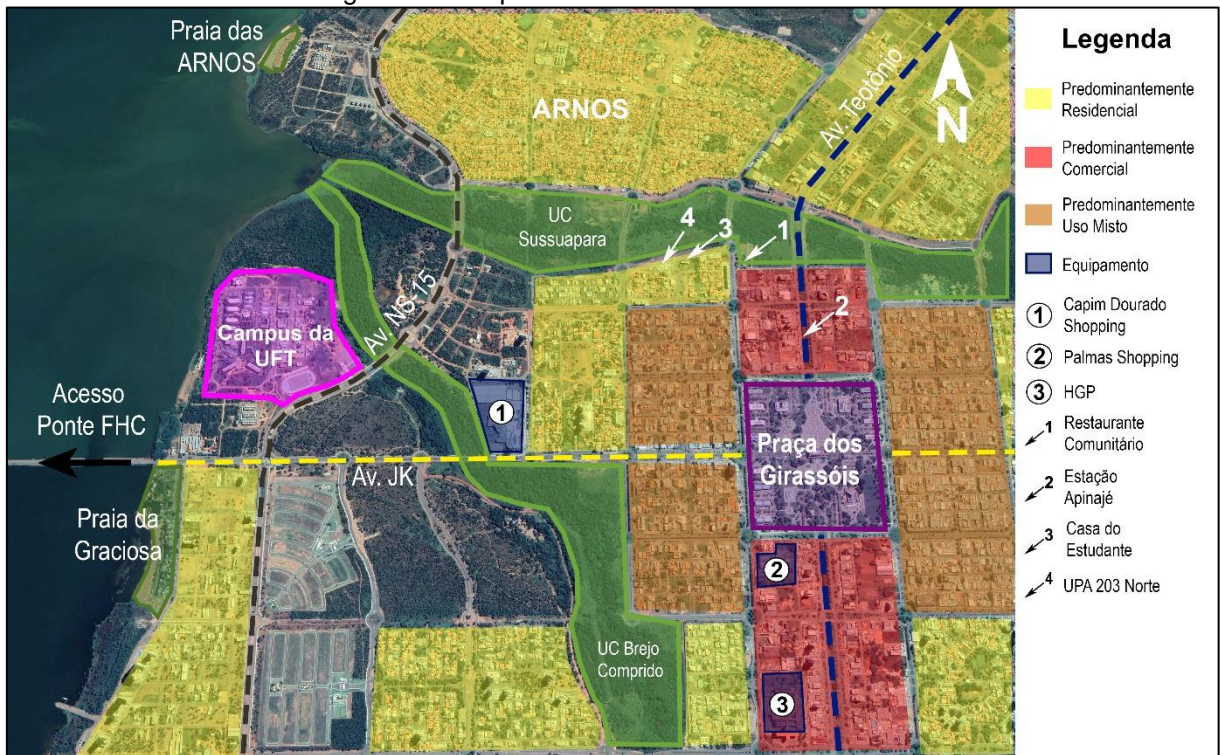 Praia das
ARNOS
ARNOS
Av. Teotônio
N
UC
Sussuapara
4
3
1
2
Av. NS-15
Campus da
UFT
1
Acesso
Ponte FHC
Av. JK
Praça dos
Girassóis
Praia da
Graciosa
2
UC Brejo
Comprido
3
Legenda
Predominantemente
Residencial
Predominantemente
Comercial
Predominantemente
Uso Misto
Equipamento
1 Capim Dourado
Shopping
2 Palmas Shopping
3 HGP
1 Restaurante
Comunitário
2 Estação
Apinajé
3 Casa do
Estudante
4 UPA 203 Norte